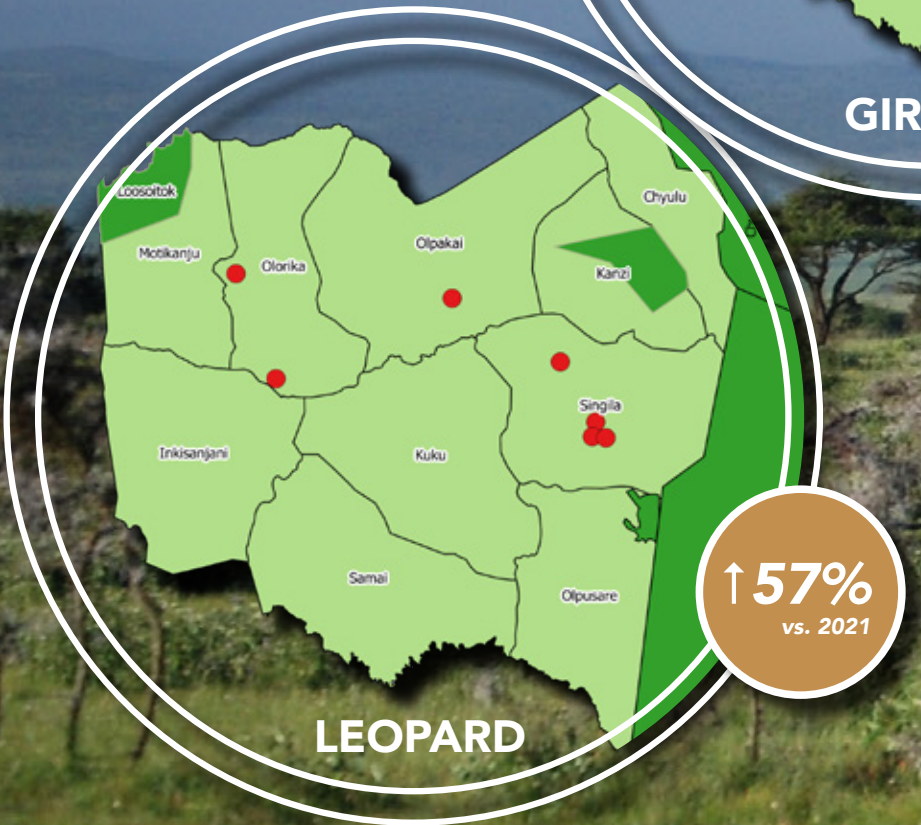 GIR
Loosoitok
Chyulu
Motikanju
Olorika
Olpakai
Kanzi
Singila
Inkisanjani
Kuku
Samai
Olpusare
↑57%
vs. 2021
LEOPARD